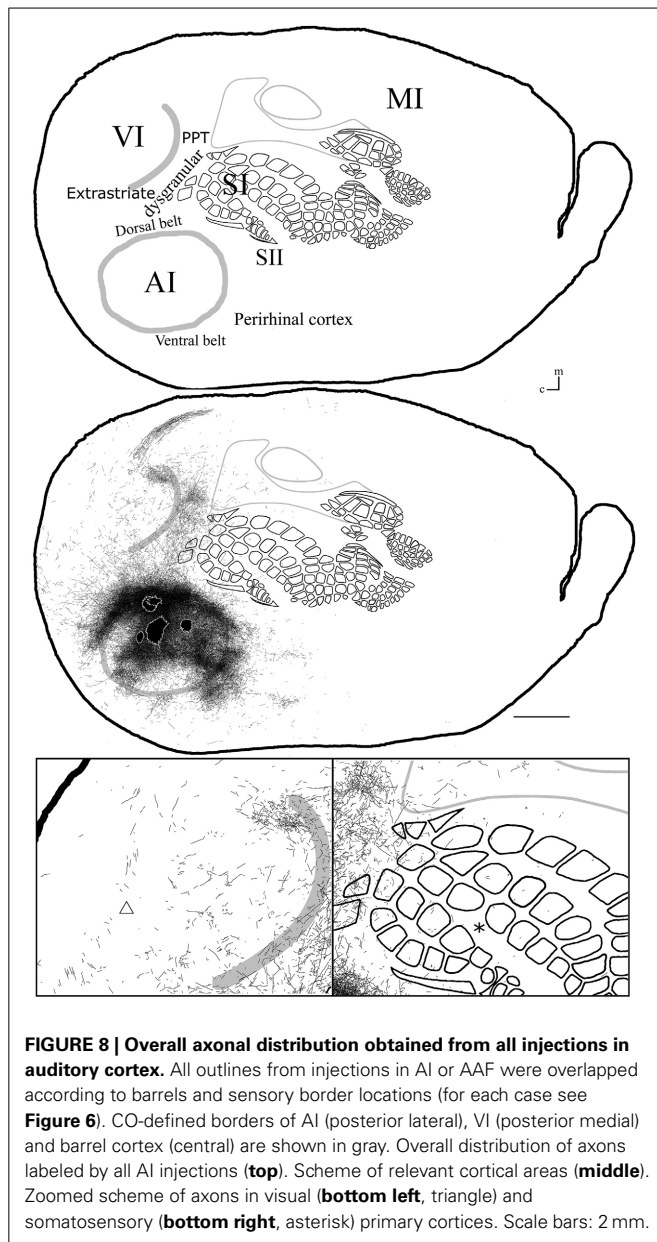 VI
PPT
MI
Extrastriate
dysgranular
SI
Dorsal belt
SII
AI
Perirhinal cortex
Ventral belt
m
c
*
FIGURE 8 | Overall axonal distribution obtained from all injections in
auditory cortex. All outlines from injections in AI or AAF were overlapped
according to barrels and sensory border locations (for each case see
Figure 6). CO-defined borders of AI (posterior lateral), VI (posterior medial)
and barrel cortex (central) are shown in gray. Overall distribution of axons
labeled by all AI injections (top). Scheme of relevant cortical areas (middle).
Zoomed scheme of axons in visual (bottom left, triangle) and
somatosensory (bottom right, asterisk) primary cortices. Scale bars: 2 mm.